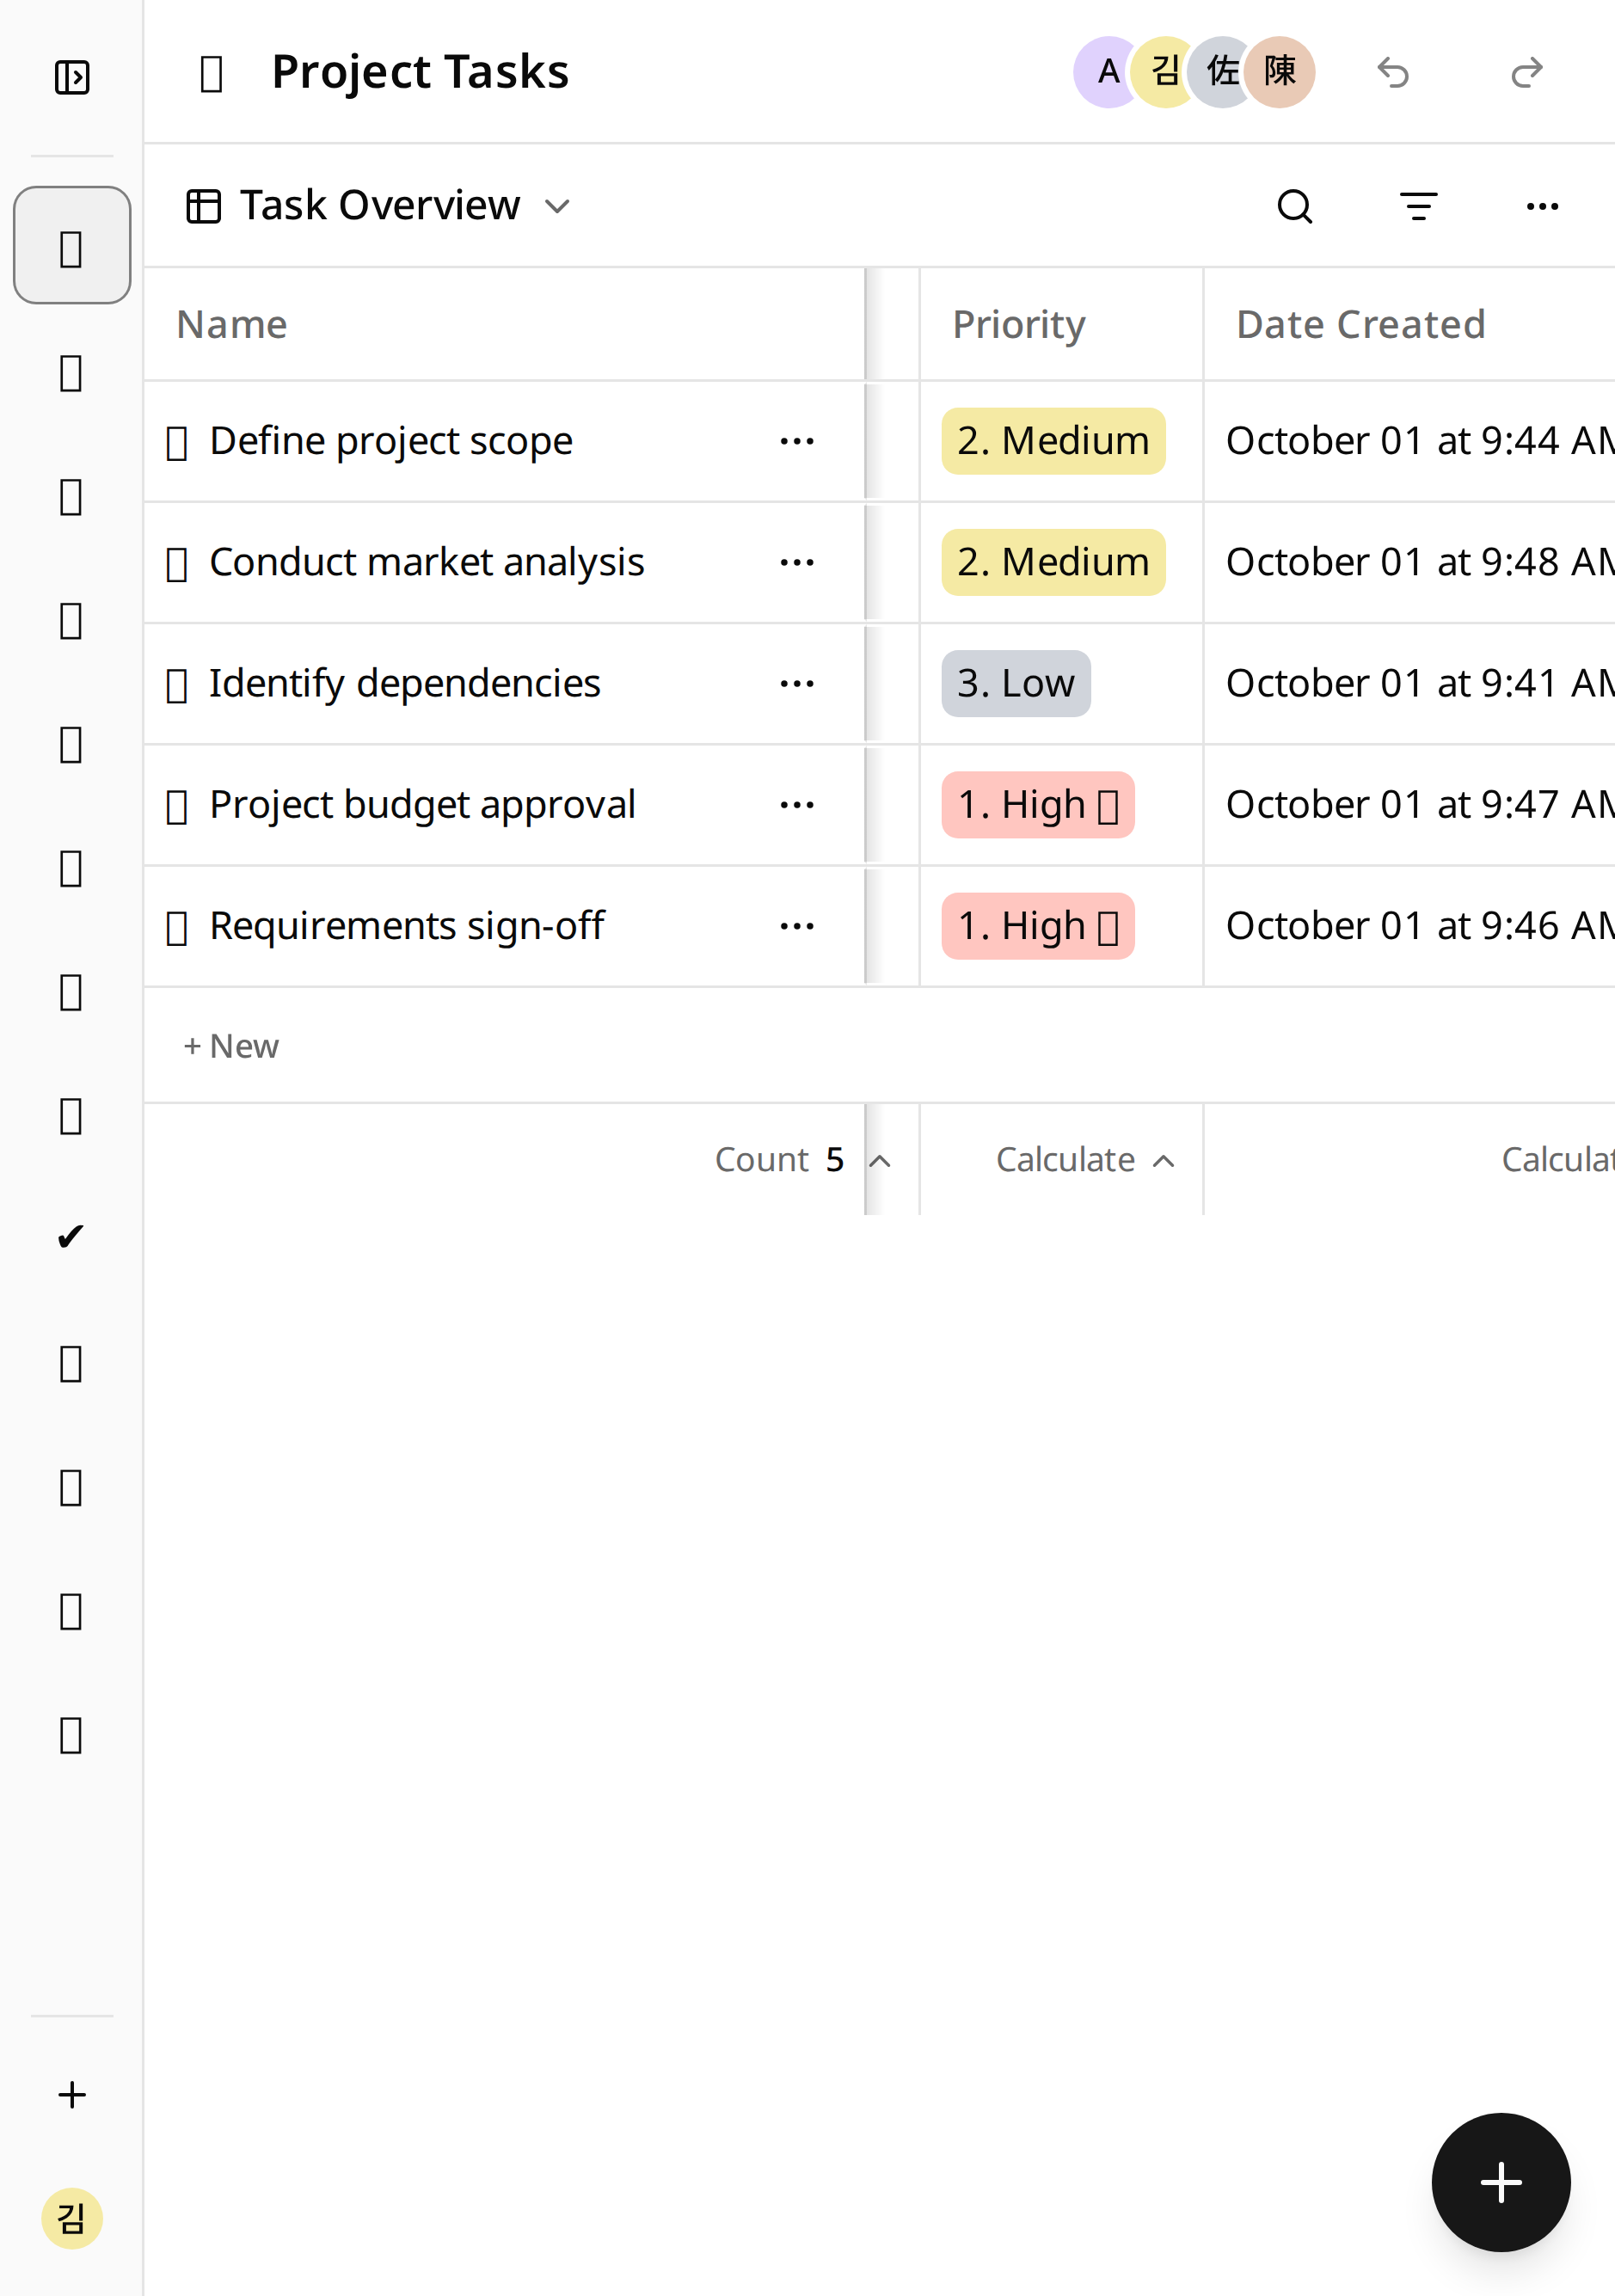 Project Tasks A 김 佐 陳
Task Overview
Name Priority Date Created
Define project scope 2. Medium October 01 at 9:44 AM
Conduct market analysis 2. Medium October 01 at 9:48 AM
Identify dependencies 3. Low October 01 at 9:41 AM
Project budget approval 1. High October 01 at 9:47 AM
Requirements sign-off 1. High October 01 at 9:46 AM
+ New
Count 5 Calculate Calculat
김